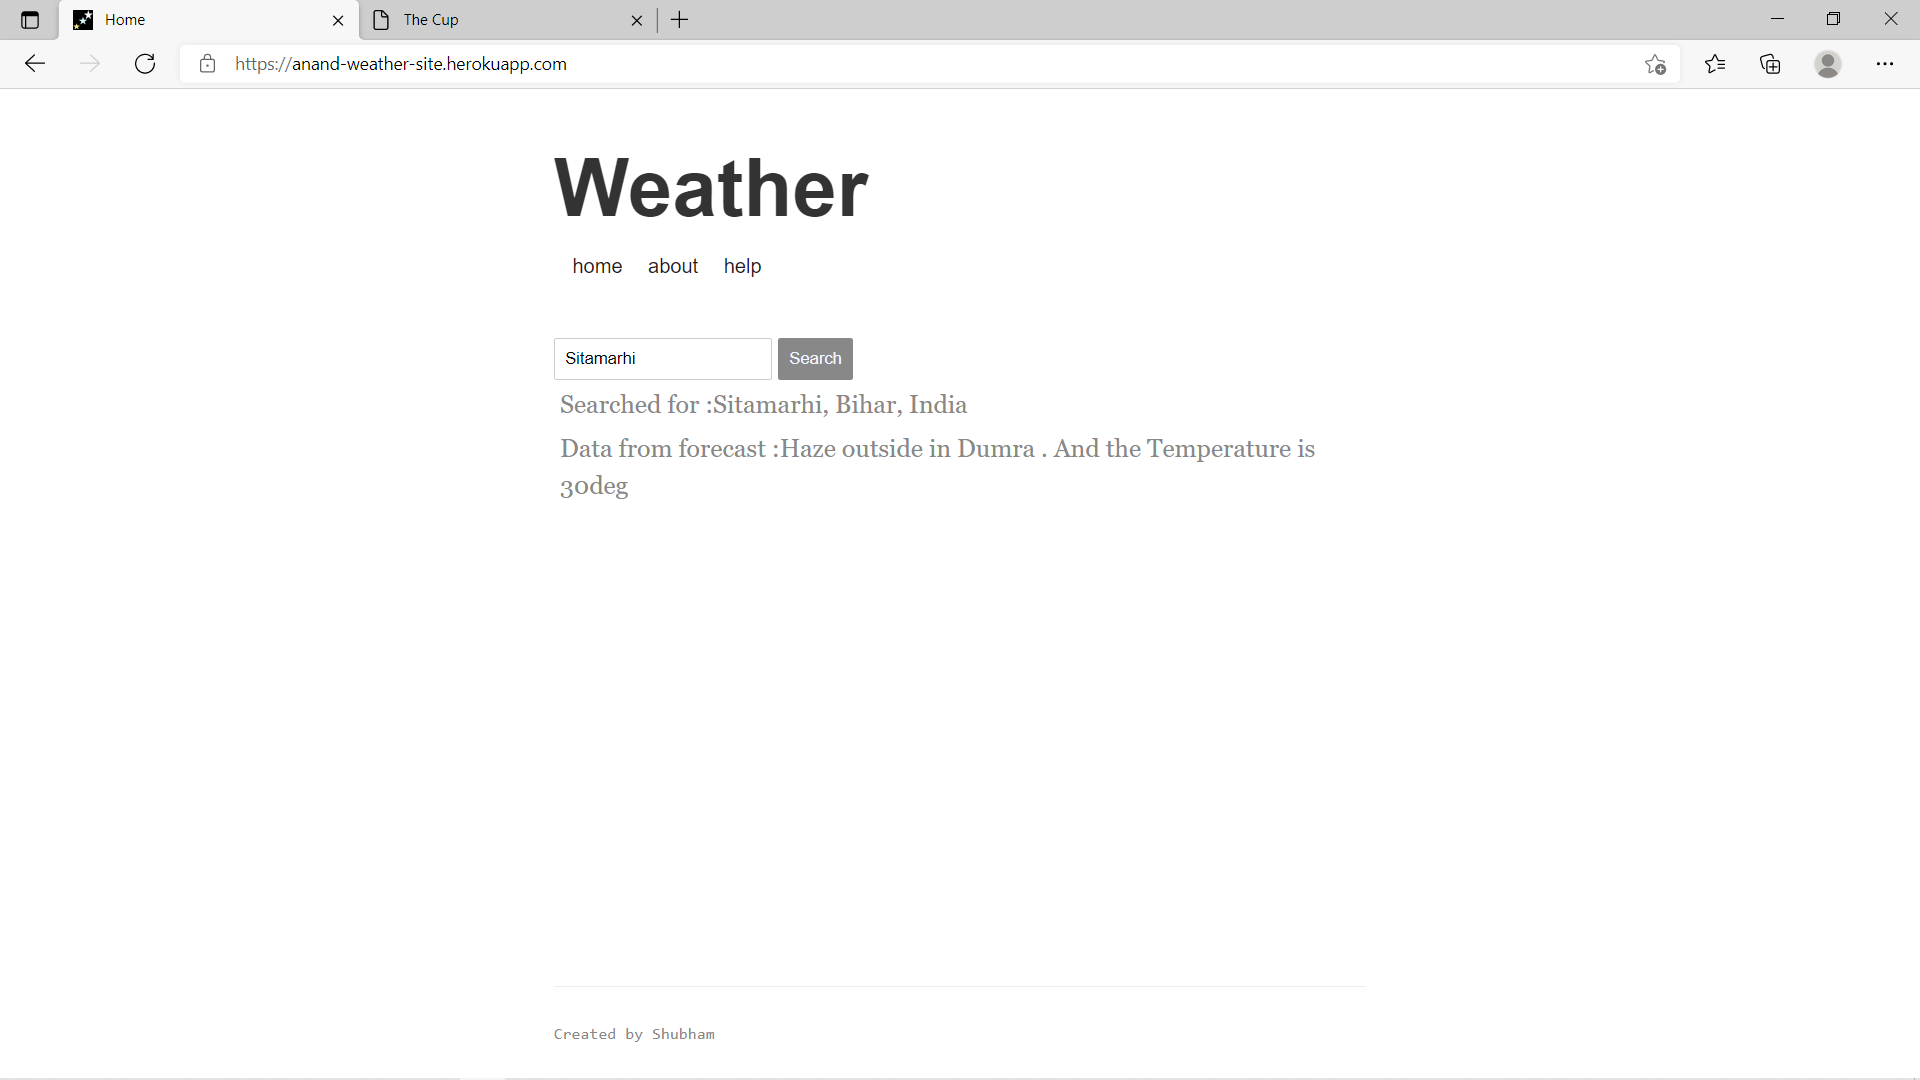 Home
The Cup
https://anand-weather-site.herokuapp.com
Weather
home about help
Sitamarhi Search
Searched for :Sitamarhi, Bihar, India
Data from forecast :Haze outside in Dumra . And the Temperature is
30deg
Created by Shubham